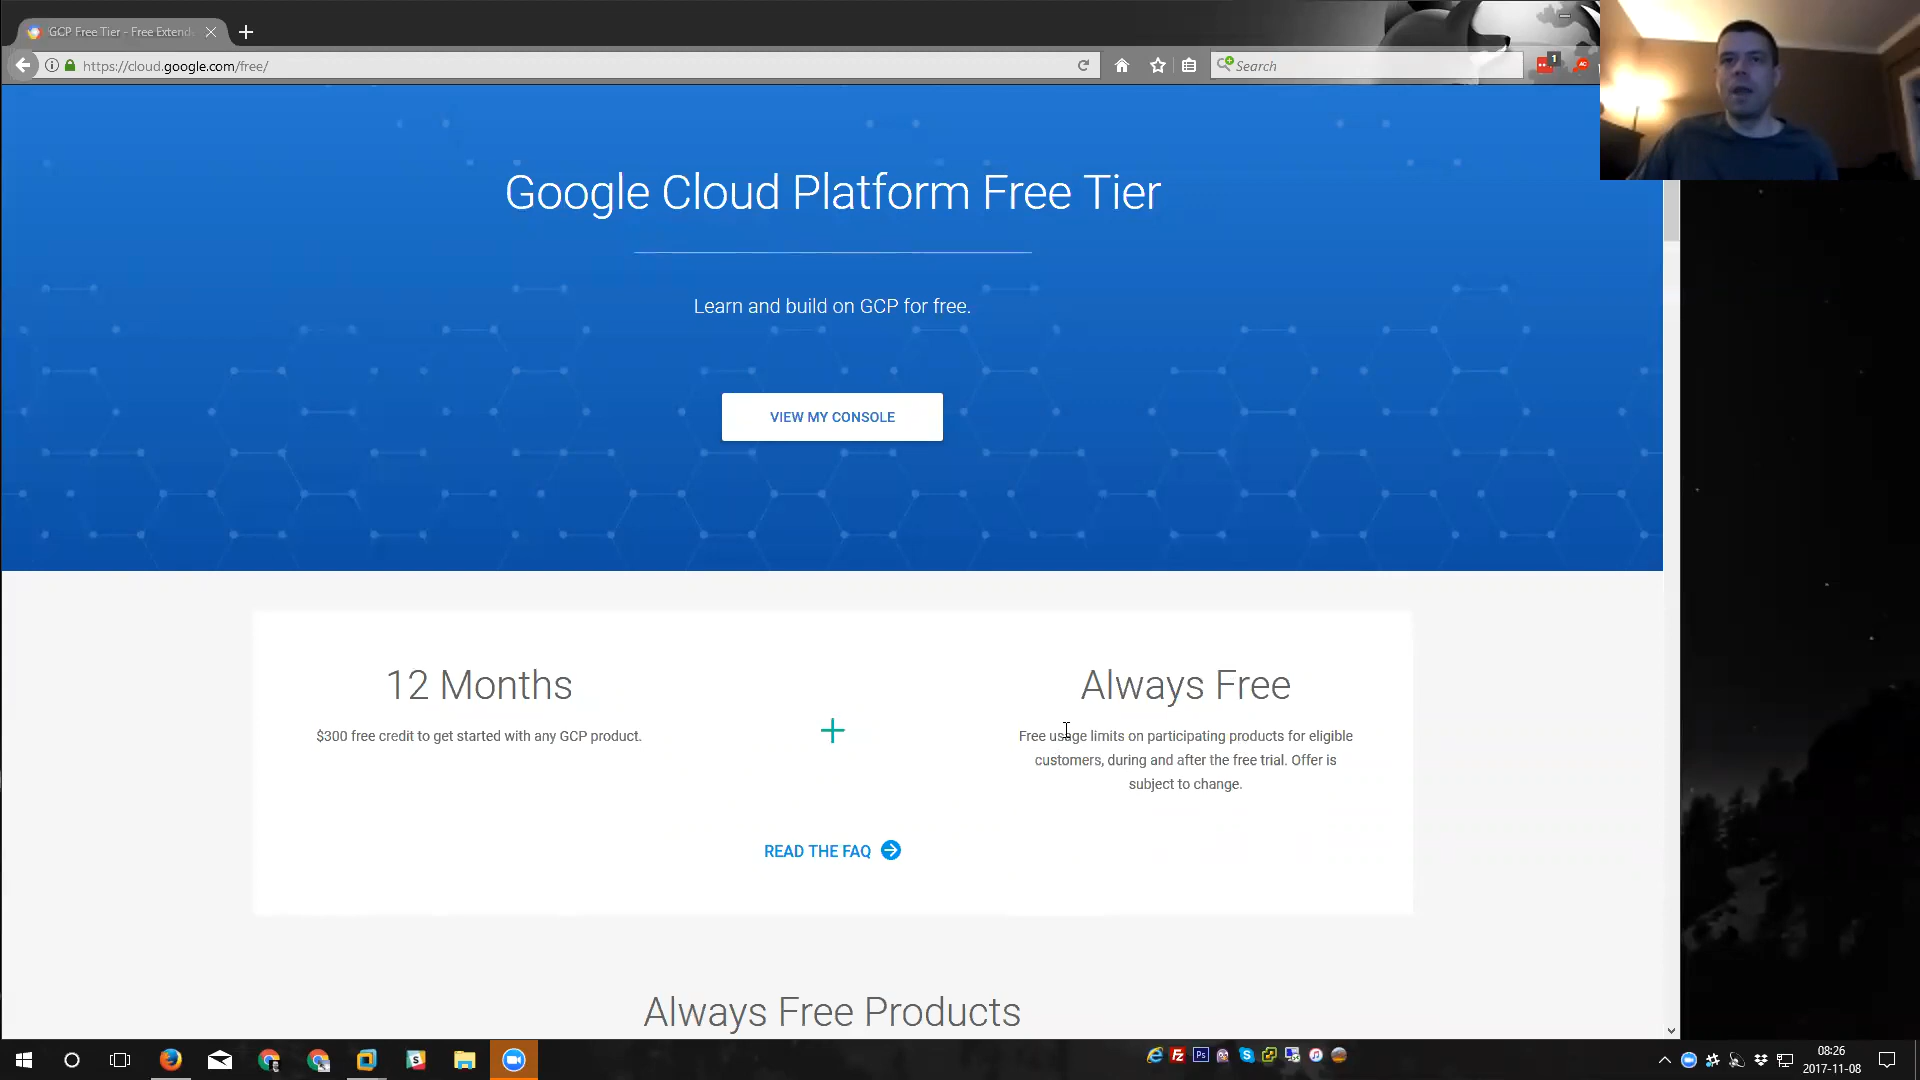 GCP Free Tier - Free Extend
https://cloud.google.com/free/
Search
1
Google Cloud Platform Free Tier
Learn and build on GCP for free.
VIEW MY CONSOLE
12 Months
$300 free credit to get started with any GCP product.
Always Free
Free usage limits on participating products for eligible
customers, during and after the free trial. Offer is
subject to change.
READ THE FAQ
Always Free Products
08:26
2017-11-08